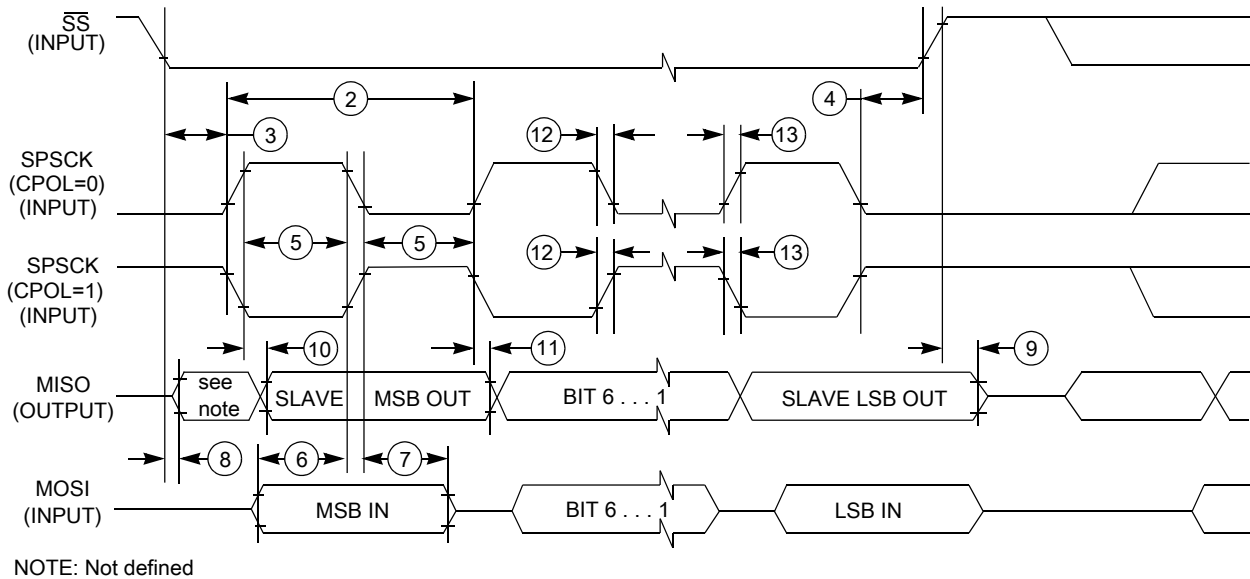 SS
(INPUT)
2
4
3
12
13
SPSCK
(CPOL=0)
(INPUT)
5
5
12
13
SPSCK
(CPOL=1)
(INPUT)
10
11
9
MISO
(OUTPUT)
see
note
SLAVE
MSB OUT
BIT 6 . . . 1
SLAVE LSB OUT
8
6
7
MOSI
(INPUT)
MSB IN
BIT 6 . . . 1
LSB IN
NOTE: Not defined